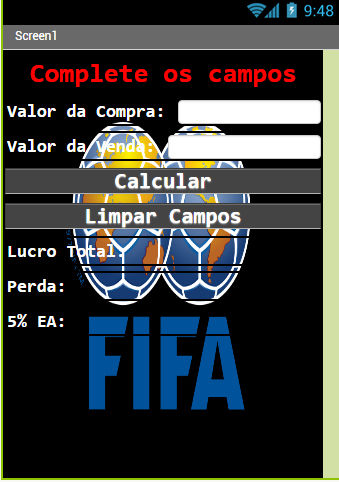 9:48
Screen1
Complete os campos
Valor da Compra:
Valor da Venda:
Calcular
Limpar Campos
Lucro Total:
Perda:
5% EA:
FIFA